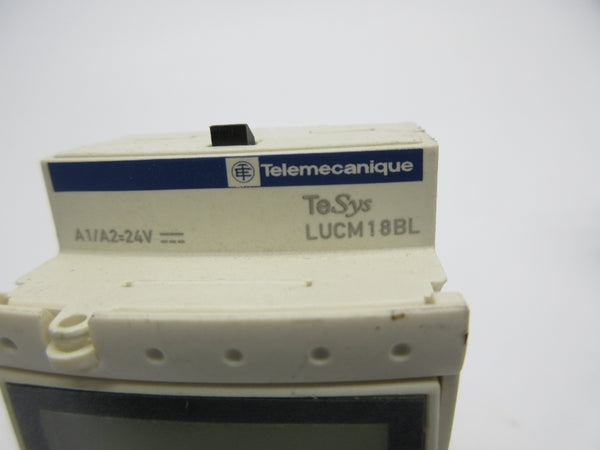 Telemecanique
TeSys
A1/A2=24V
LUCM18BL